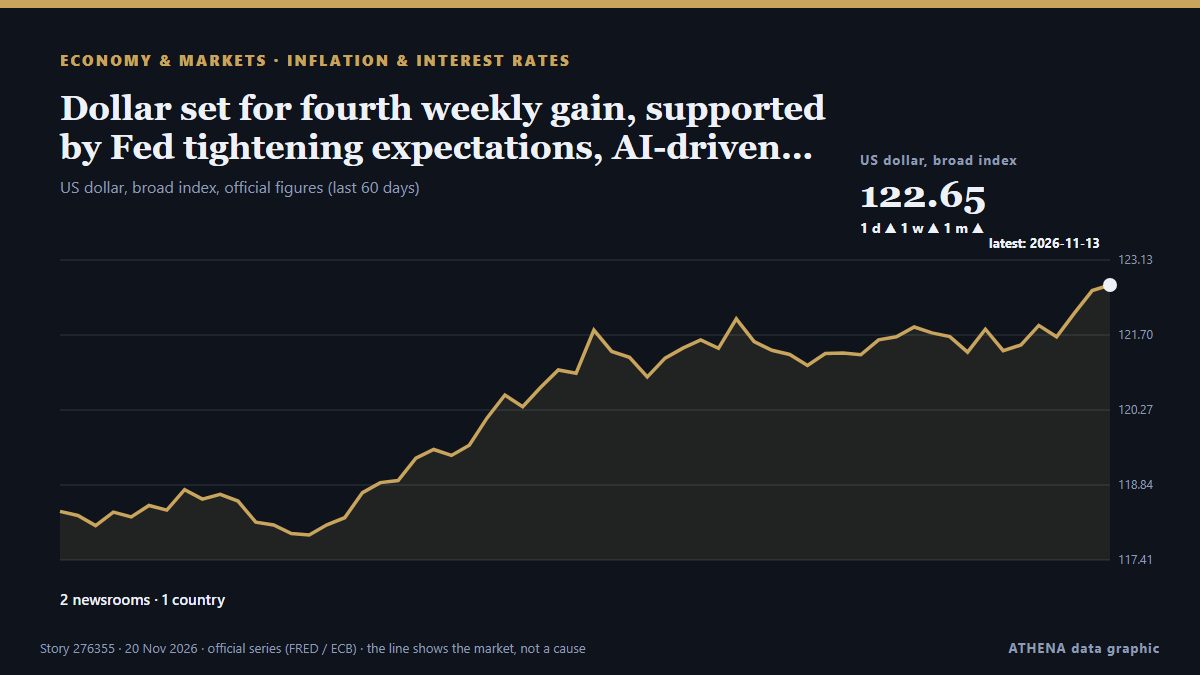 ECONOMY & MARKETS · INFLATION & INTEREST RATES
Dollar set for fourth weekly gain, supported
by Fed tightening expectations, AI-driven...
US dollar, broad index, official figures (last 60 days)
US dollar, broad index
122.65
1 d ▲ 1 w ▲ 1 m ▲
latest: 2026-11-13
123.13
121.70
120.27
118.84
117.41
2 newsrooms · 1 country
Story 276355 · 20 Nov 2026 · official series (FRED / ECB) · the line shows the market, not a cause
ATHENA data graphic